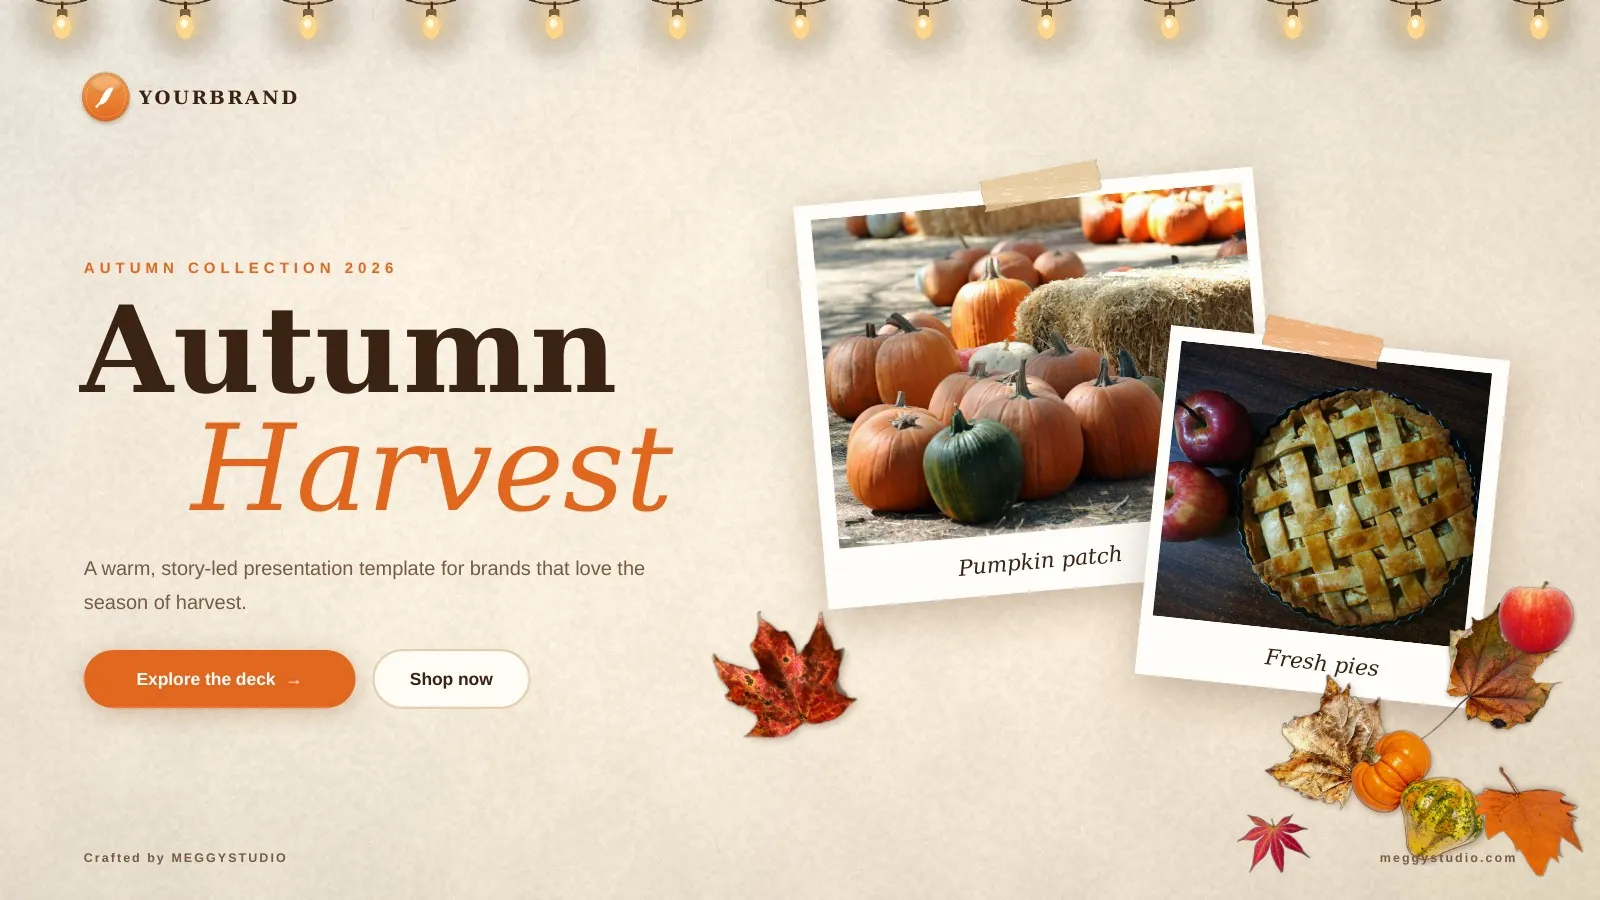 YOURBRAND
AUTUMN COLLECTION 2026
Autumn
Harvest
A warm, story-led presentation template for brands that love the
season of harvest.
Explore the deck →
Shop now
Pumpkin patch
Fresh pies
Crafted by MEGGYSTUDIO
meggystudio.com